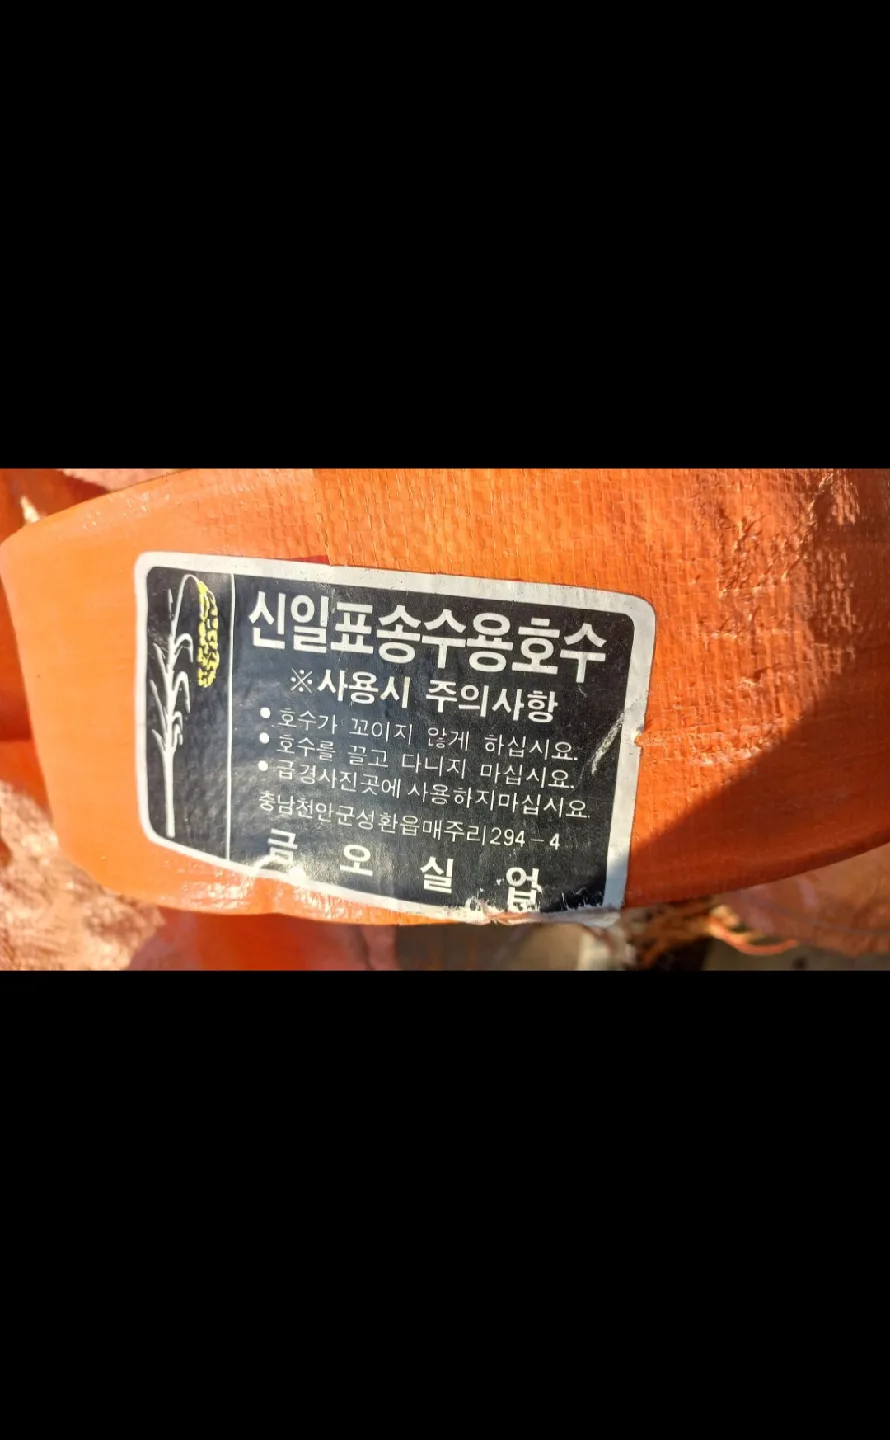 신일표송수용호수
※사용시 주의사항
• 호수가 꼬이지 않게 하십시요.
• 호수를 끌고 다니지 마십시요.
• 급경사진곳에 사용하지마십시요.
충남천안군성환읍매주리294-4
금오실업